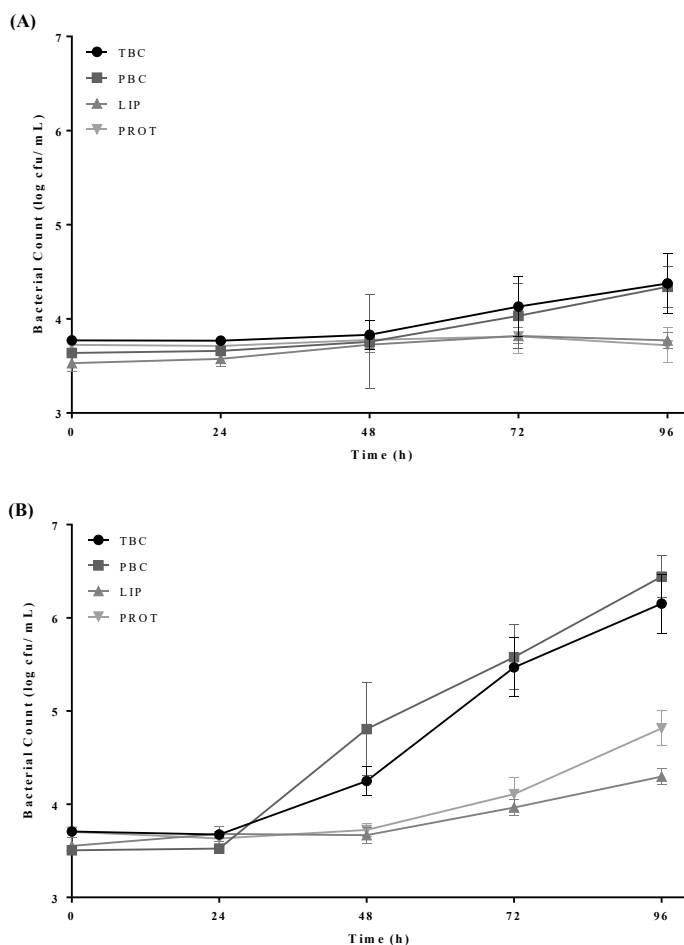 (A)
7
TBC
PBC
LIP
PROT
6
5
4
3
Bacterial Count (log cfu/ mL)
0 24 48 72 96
Time (h)
(B)
7
TBC
PBC
LIP
PROT
6
5
4
3
Bacterial Count (log cfu/ mL)
0 24 48 72 96
Time (h)